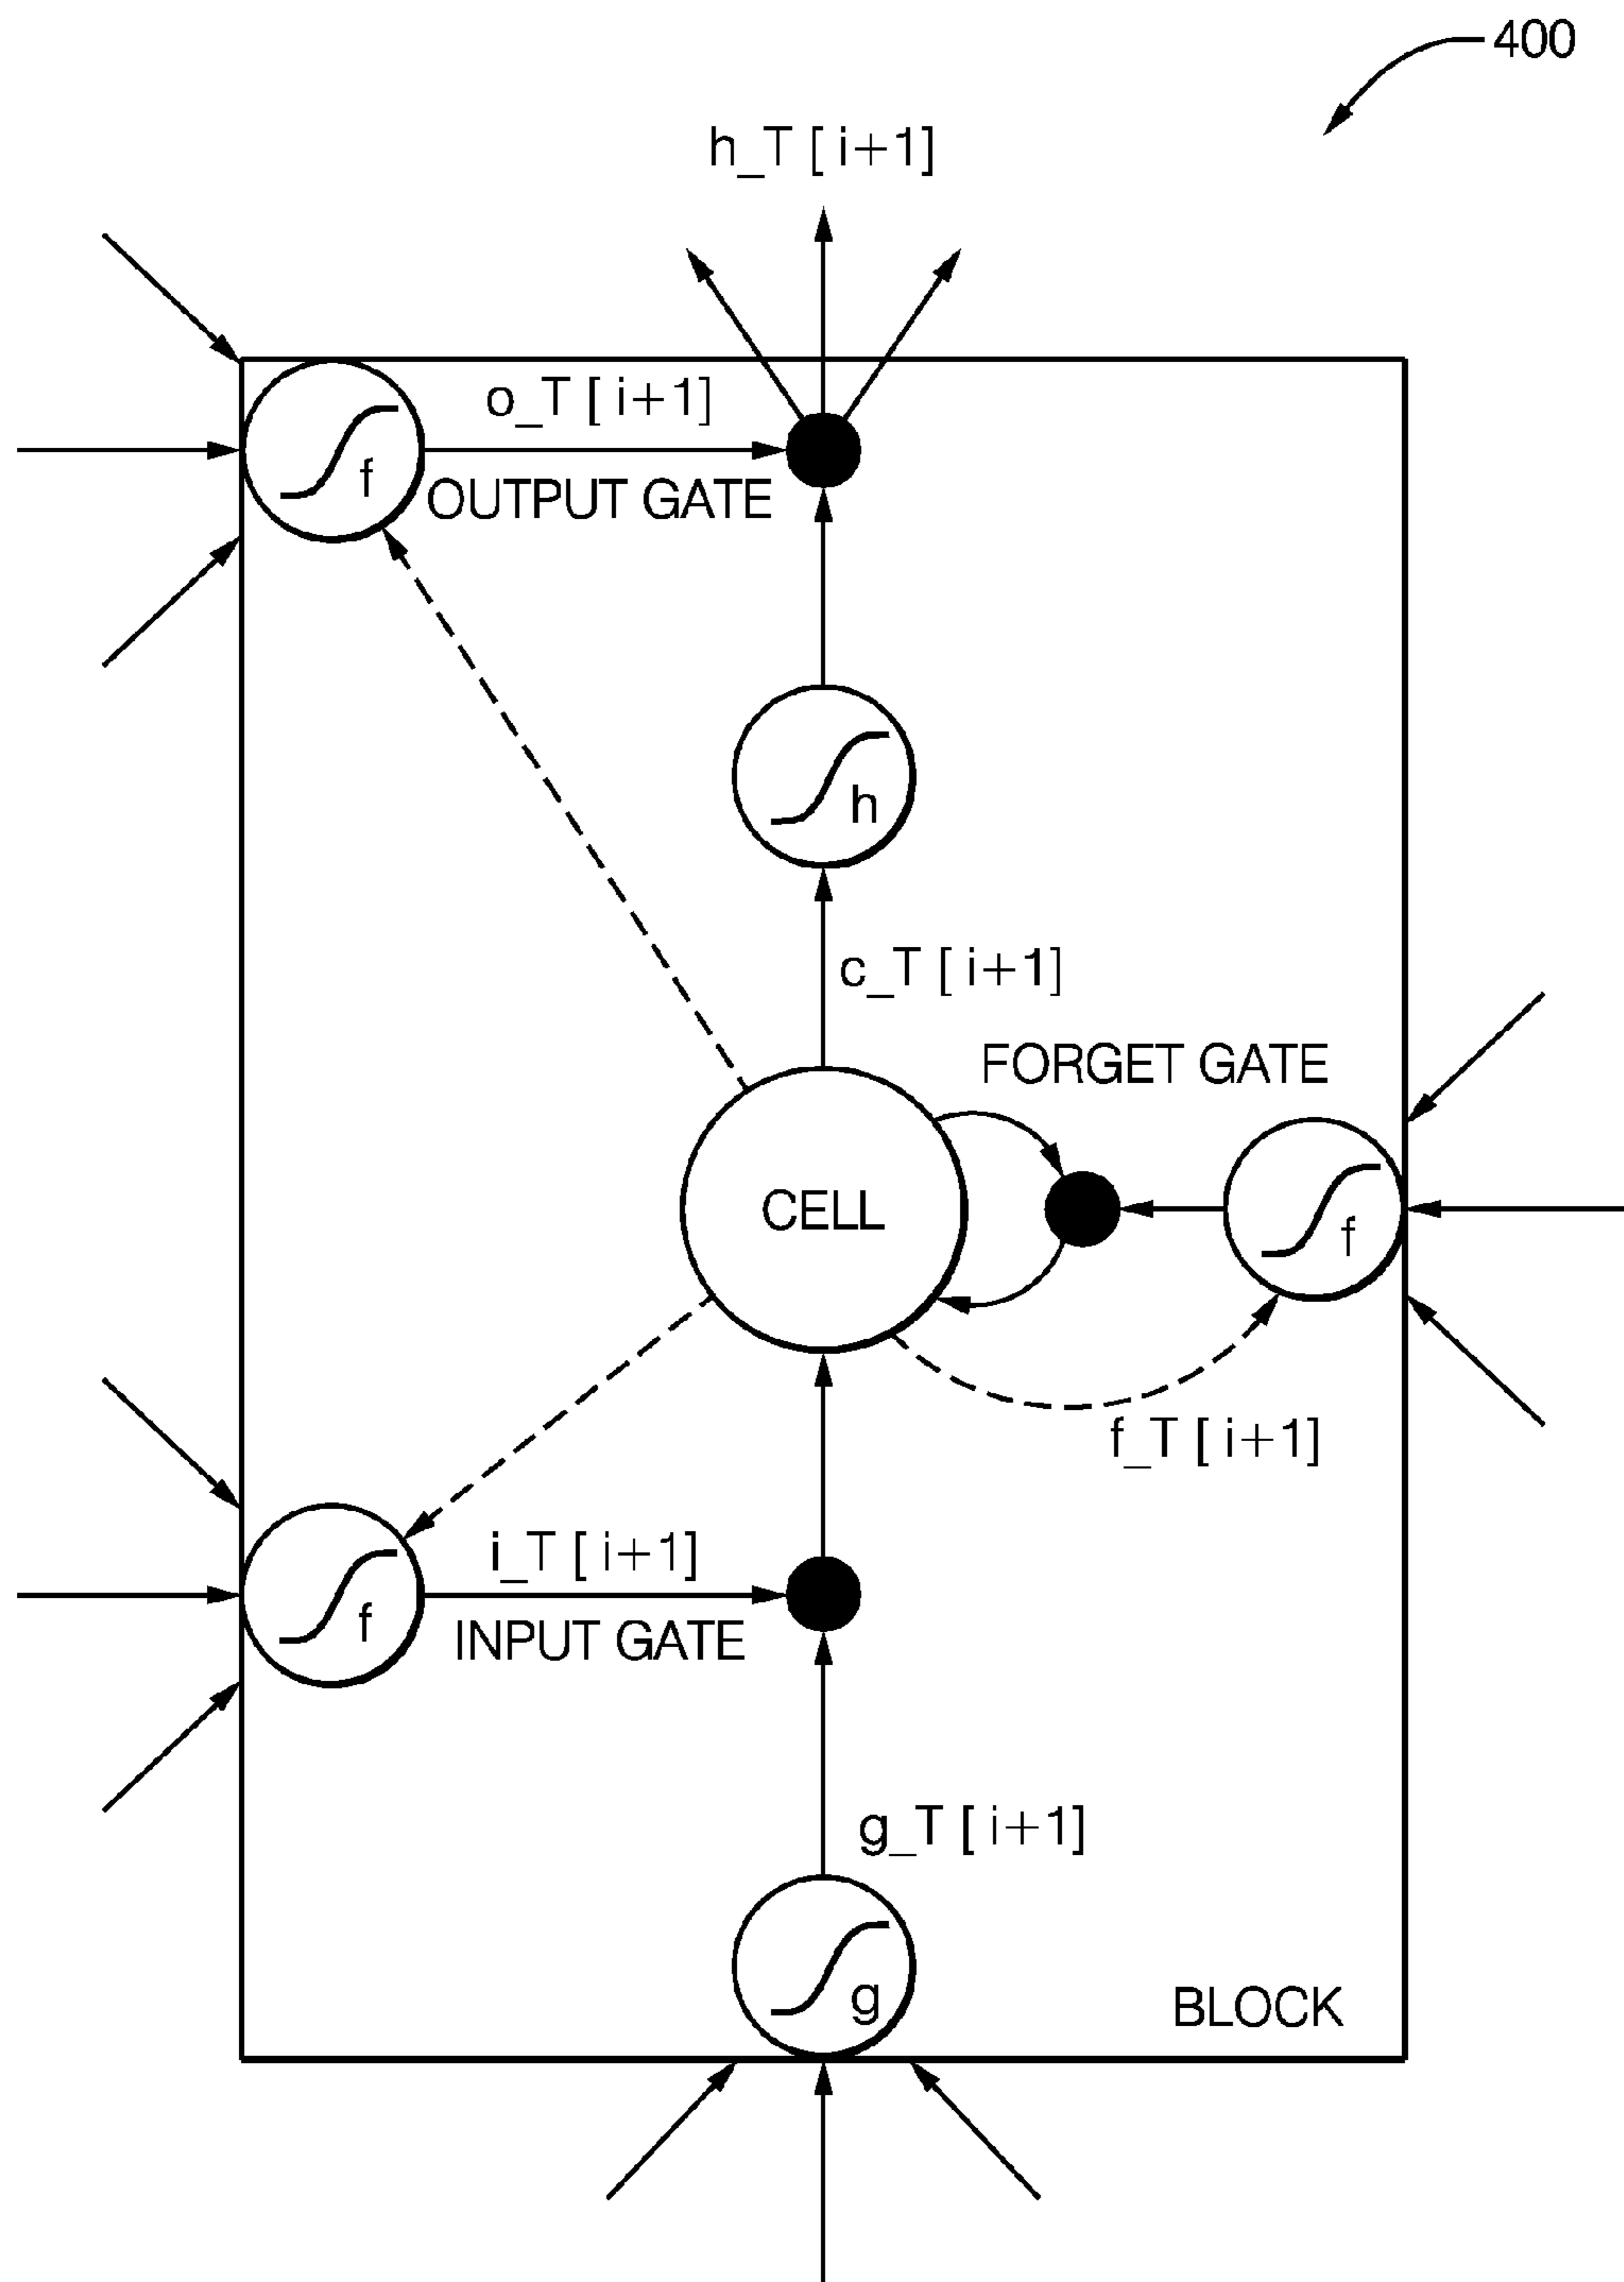 400
h_T [ i+1]
o_T [ i+1]
f
OUTPUT GATE
h
c_T [ i+1]
FORGET GATE
CELL
f
f_T [ i+1]
i_T [ i+1]
f
INPUT GATE
g_T [ i+1]
g
BLOCK